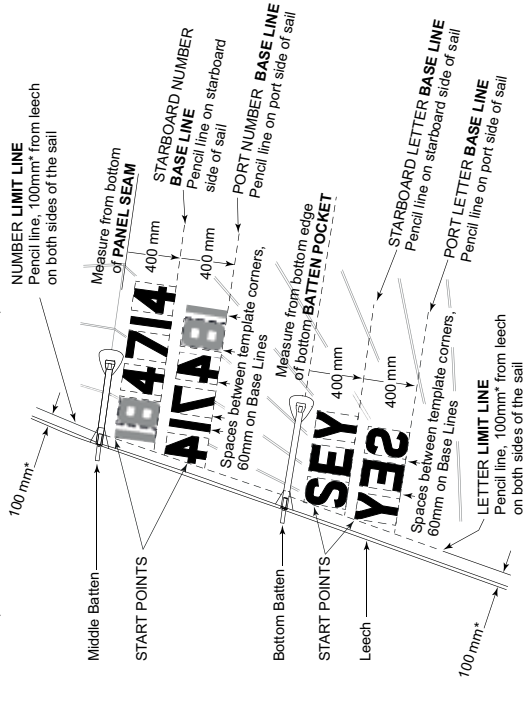 NUMBER LIMIT LINE
Pencil line, 100mm* from leech
on both sides of the sail
100 mm*
Measure from bottom
of PANEL SEAM
STARBOARD NUMBER
BASE LINE
Pencil line on starboard
side of sail
PORT NUMBER BASE LINE
Pencil line on port side of sail
Middle Batten
184714
400 mm
184714
400 mm
START POINTS
Spaces between template corners,
60mm on Base Lines
Measure from bottom edge
of bottom BATTEN POCKET
STARBOARD LETTER BASE LINE
Pencil line on starboard side of sail
PORT LETTER BASE LINE
Pencil line on port side of sail
Bottom Batten
SEY
400 mm
SEY
400 mm
START POINTS
Spaces between template corners,
60mm on Base Lines
Leech
LETTER LIMIT LINE
Pencil line, 100mm* from leech
on both sides of the sail
100 mm*